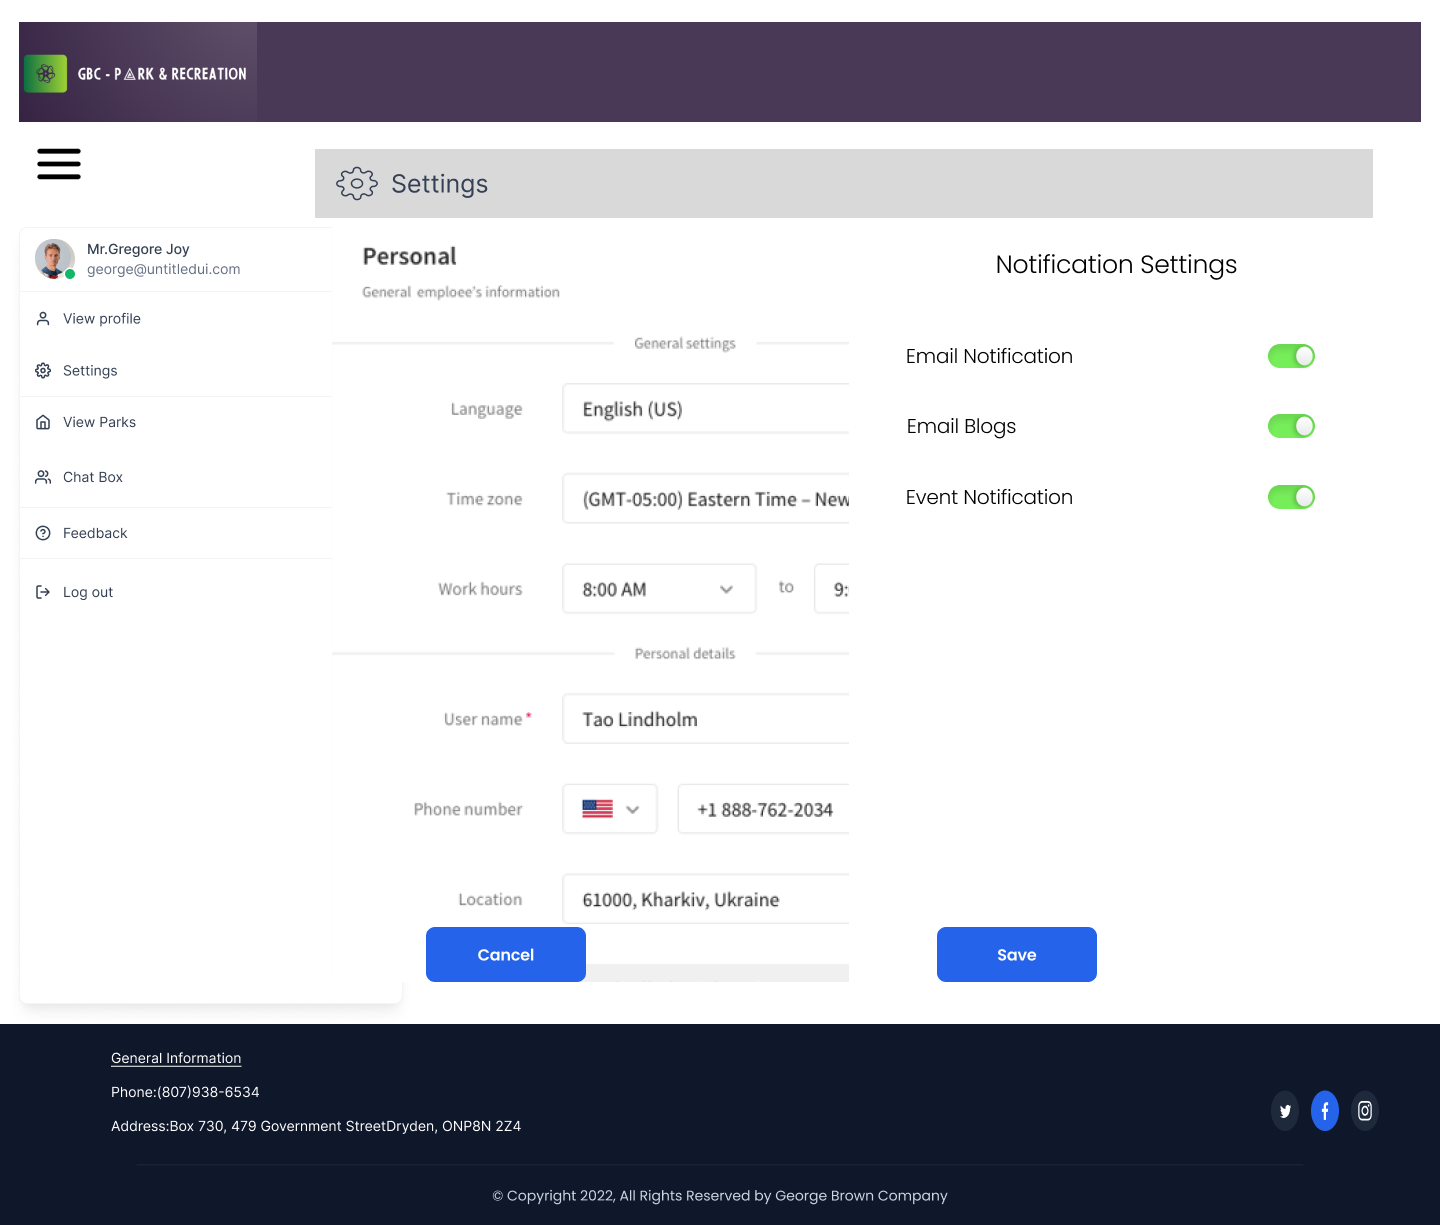 GBC - PARK & RECREATION
Settings
Mr.Gregore Joy
george@untitledui.com
View profile
Settings
View Parks
Chat Box
Feedback
Log out
Personal
General emploee's information
General settings
Language
English (US)
Time zone
(GMT-05:00) Eastern Time – New
Work hours
8:00 AM
to
9:
Personal details
User name *
Tao Lindholm
Phone number
+1 888-762-2034
Location
61000, Kharkiv, Ukraine
Cancel
Notification Settings
Email Notification
Email Blogs
Event Notification
Save
General Information
Phone:(807)938-6534
Address:Box 730, 479 Government StreetDryden, ONP8N 2Z4
© Copyright 2022, All Rights Reserved by George Brown Company